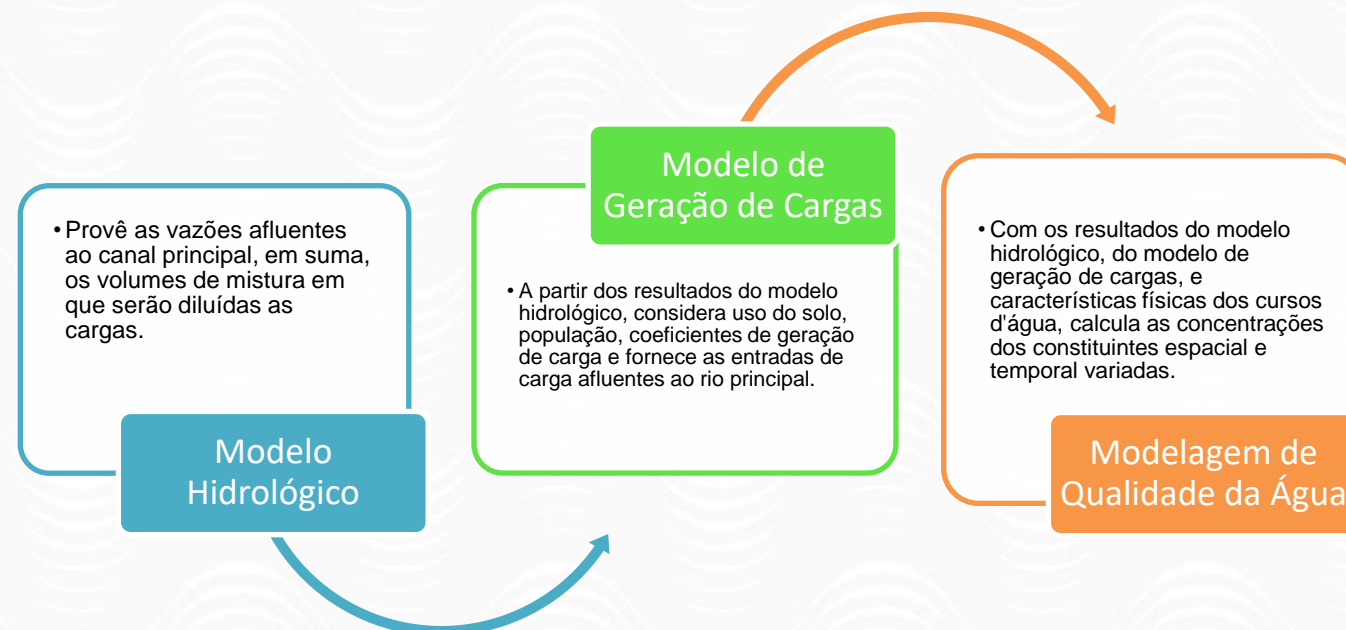 • Provê as vazões afluentes
ao canal principal, em suma,
os volumes de mistura em
que serão diluídas as
cargas.
Modelo
Hidrológico
Modelo de
Geração de Cargas
• A partir dos resultados do modelo
hidrológico, considera uso do solo,
população, coeficientes de geração
de carga e fornece as entradas de
carga afluentes ao rio principal.
• Com os resultados do modelo
hidrológico, do modelo de
geração de cargas, e
características físicas dos cursos
d'água, calcula as concentrações
dos constituintes espacial e
temporal variadas.
Modelagem de
Qualidade da Água